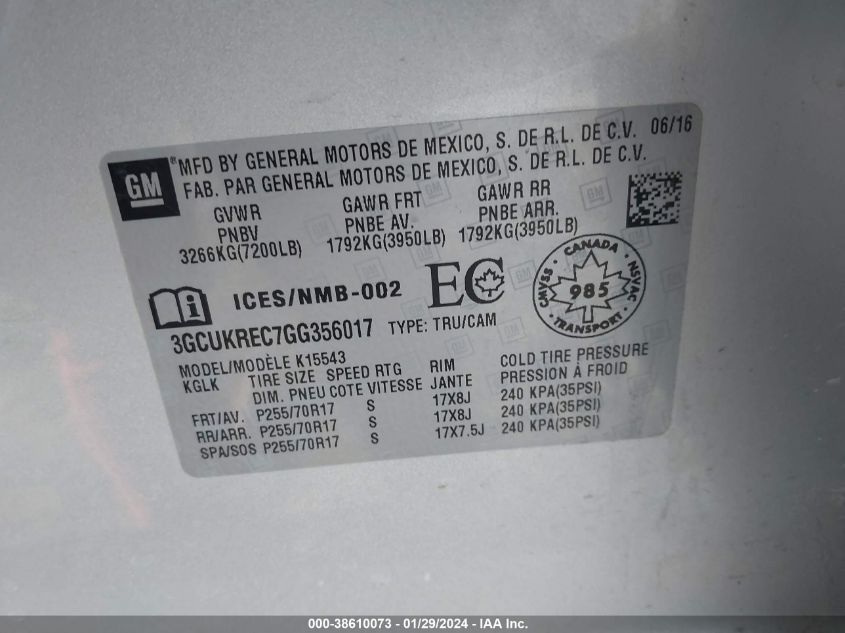 GM
® MFD BY GENERAL MOTORS DE MEXICO, S. DE R.L. DE C.V. 06/16
FAB. PAR GENERAL MOTORS DE MEXICO, S. DE R.L. DE C.V.
GVWR GAWR FRT GAWR RR
PNBV PNBE AV. PNBE ARR.
3266KG(7200LB) 1792KG(3950LB) 1792KG(3950LB)
ICES/NMB-002 EC
CANADA
CMVSS NSVAC
985
TRANSPORT
3GCUKREC7GG356017 TYPE: TRU/CAM
MODEL/MODÈLE K15543
KGLK TIRE SIZE SPEED RTG RIM COLD TIRE PRESSURE
DIM. PNEU COTE VITESSE JANTE PRESSION À FROID
FRT/AV. P255/70R17 S 17X8J 240 KPA(35PSI)
RR/ARR. P255/70R17 S 17X8J 240 KPA(35PSI)
SPA/SOS P255/70R17 S 17X7.5J 240 KPA(35PSI)
000-38610073 - 01/29/2024 - IAA Inc.